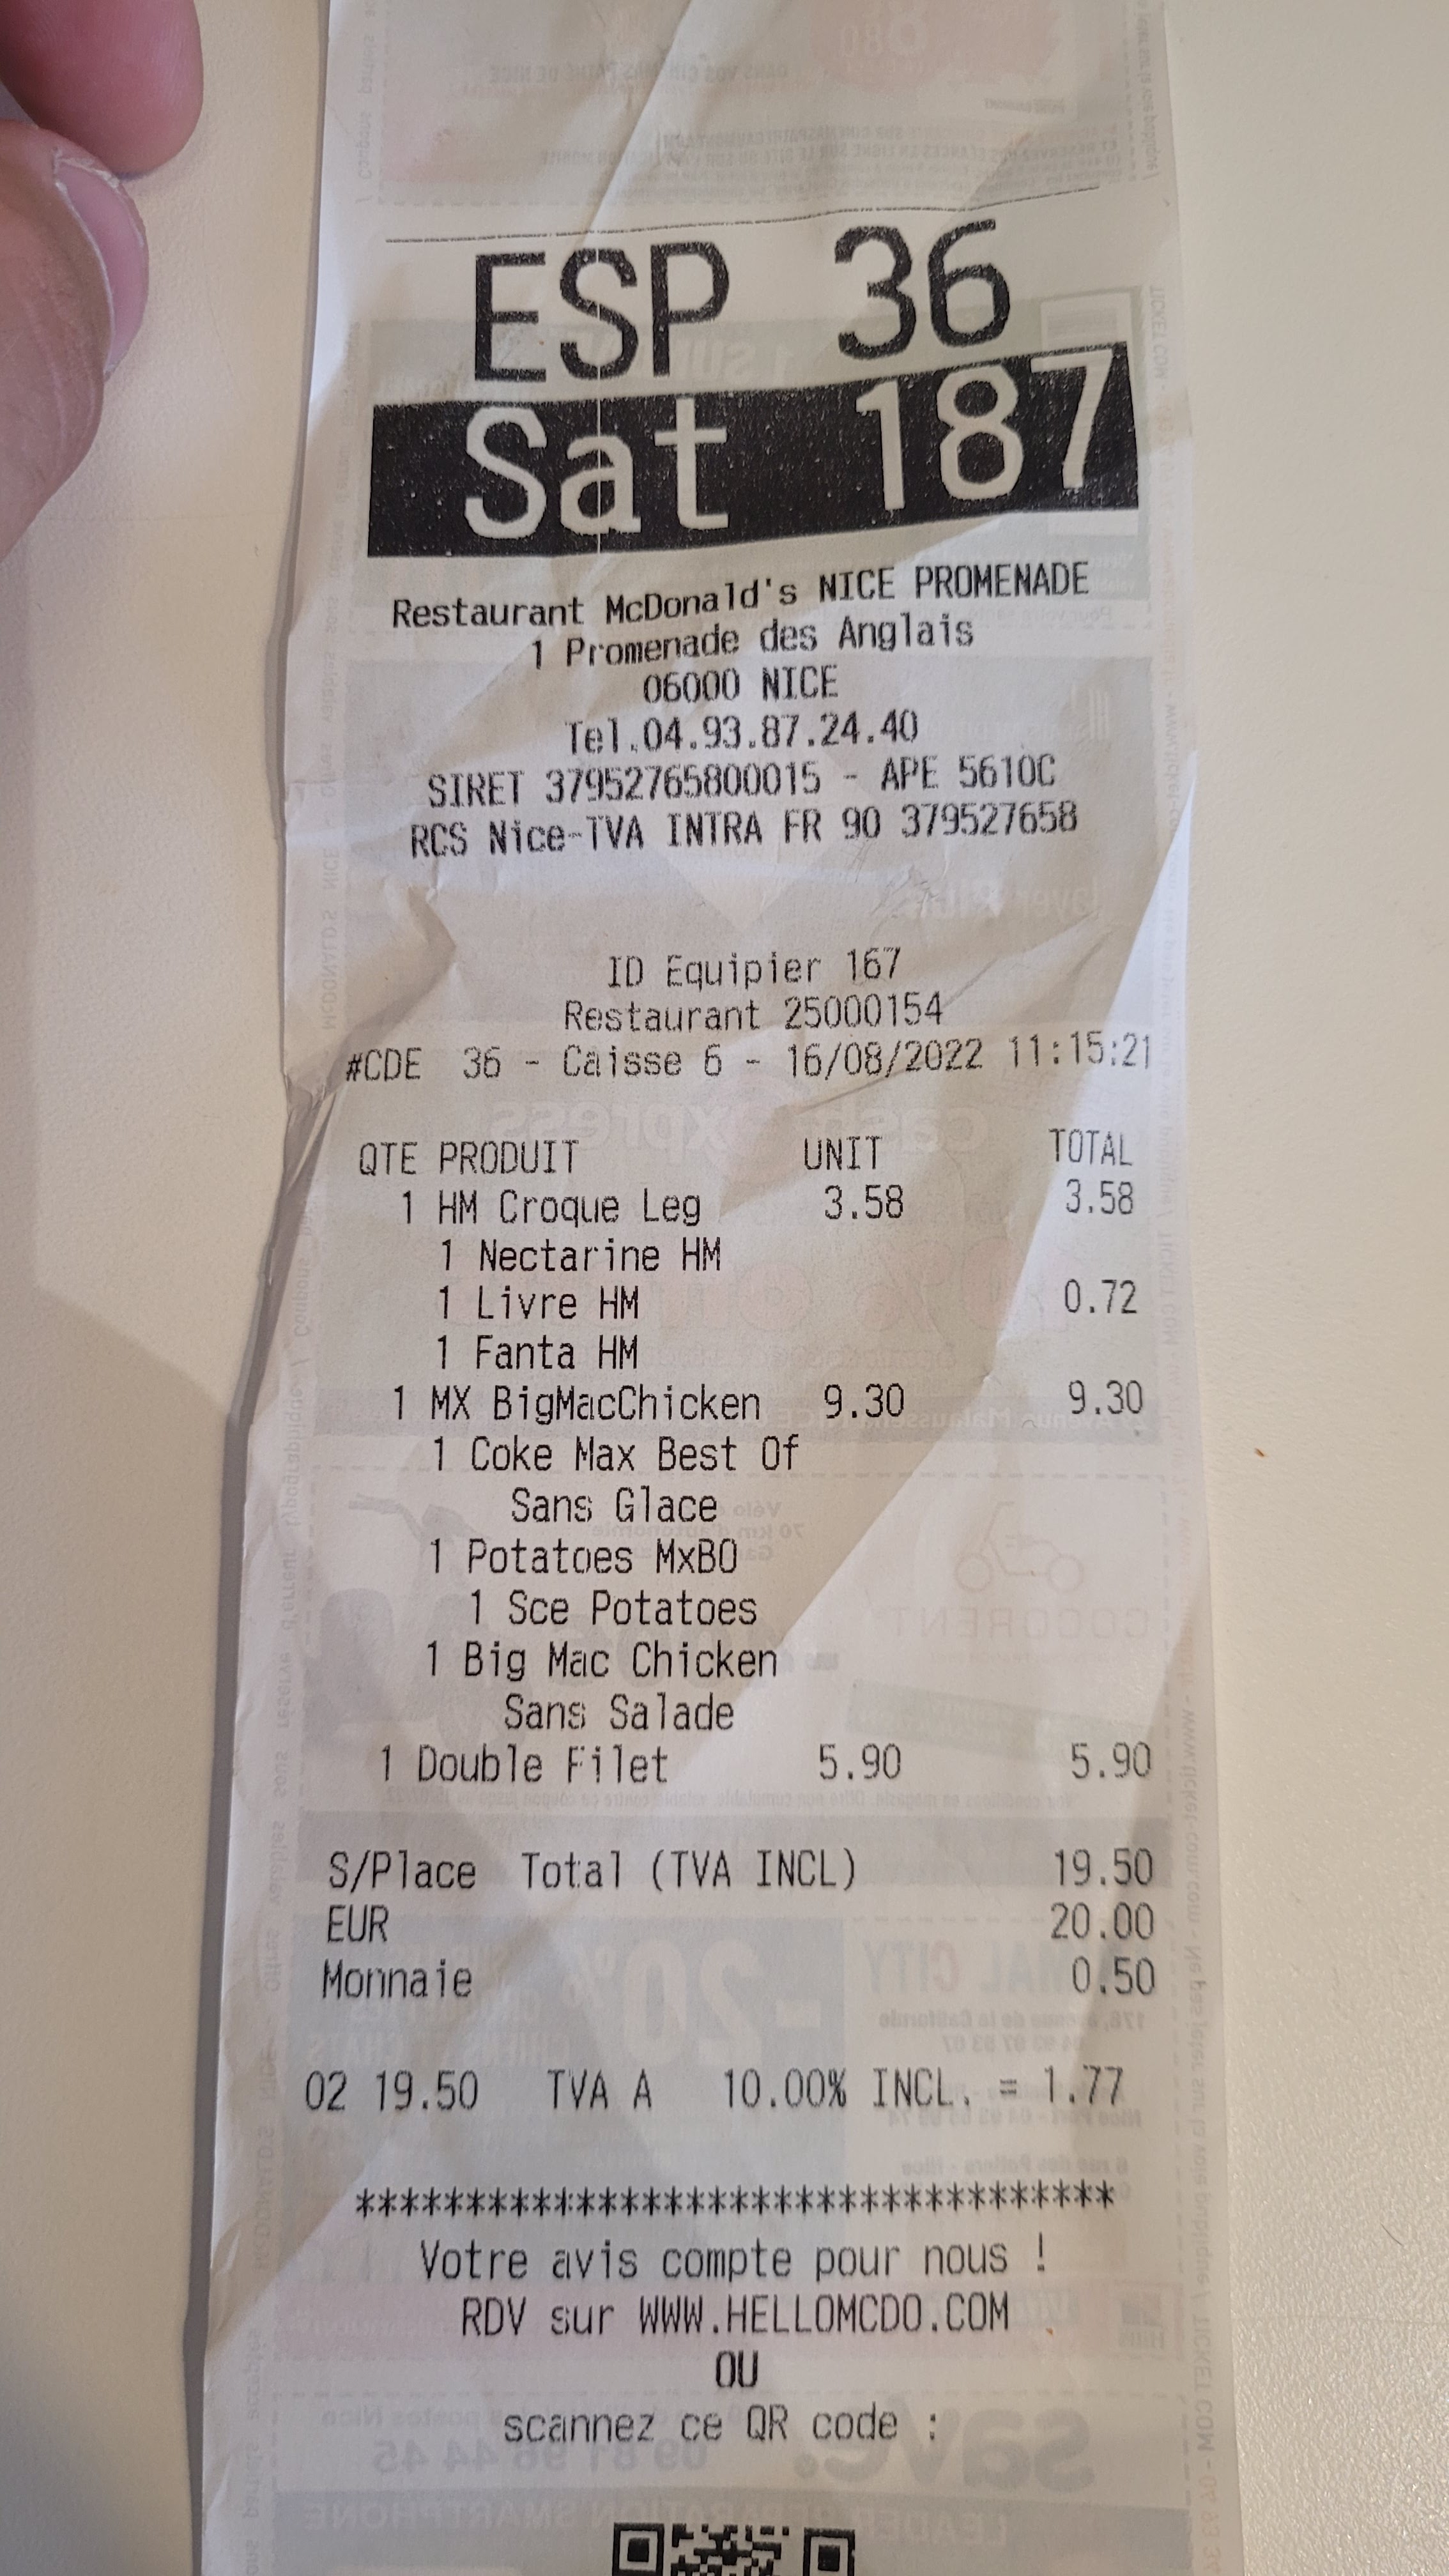 ESP 36
Sat 187
Restaurant McDonald's NICE PROMENADE
1 Promenade des Anglais
06000 NICE
Tel.04.93.87.24.40
SIRET 37952765800015 - APE 5610C
RCS Nice-TVA INTRA FR 90 379527658
ID Equipier 167
Restaurant 25000154
#CDE 36 - Caisse 6 - 16/08/2022 11:15:21
QTE PRODUIT UNIT TOTAL
1 HM Croque Leg 3.58 3.58
1 Nectarine HM
1 Livre HM 0.72
1 Fanta HM
1 MX BigMacChicken 9.30 9.30
1 Coke Max Best Of
Sans Glace
1 Potatoes MxBO
1 Sce Potatoes
1 Big Mac Chicken
Sans Salade
1 Double Filet 5.90 5.90
S/Place Total (TVA INCL) 19.50
EUR 20.00
Monnaie 0.50
02 19.50 TVA A 10.00% INCL. = 1.77
***********************************
Votre avis compte pour nous !
RDV sur WWW.HELLOMCDO.COM
OU
scannez ce QR code :